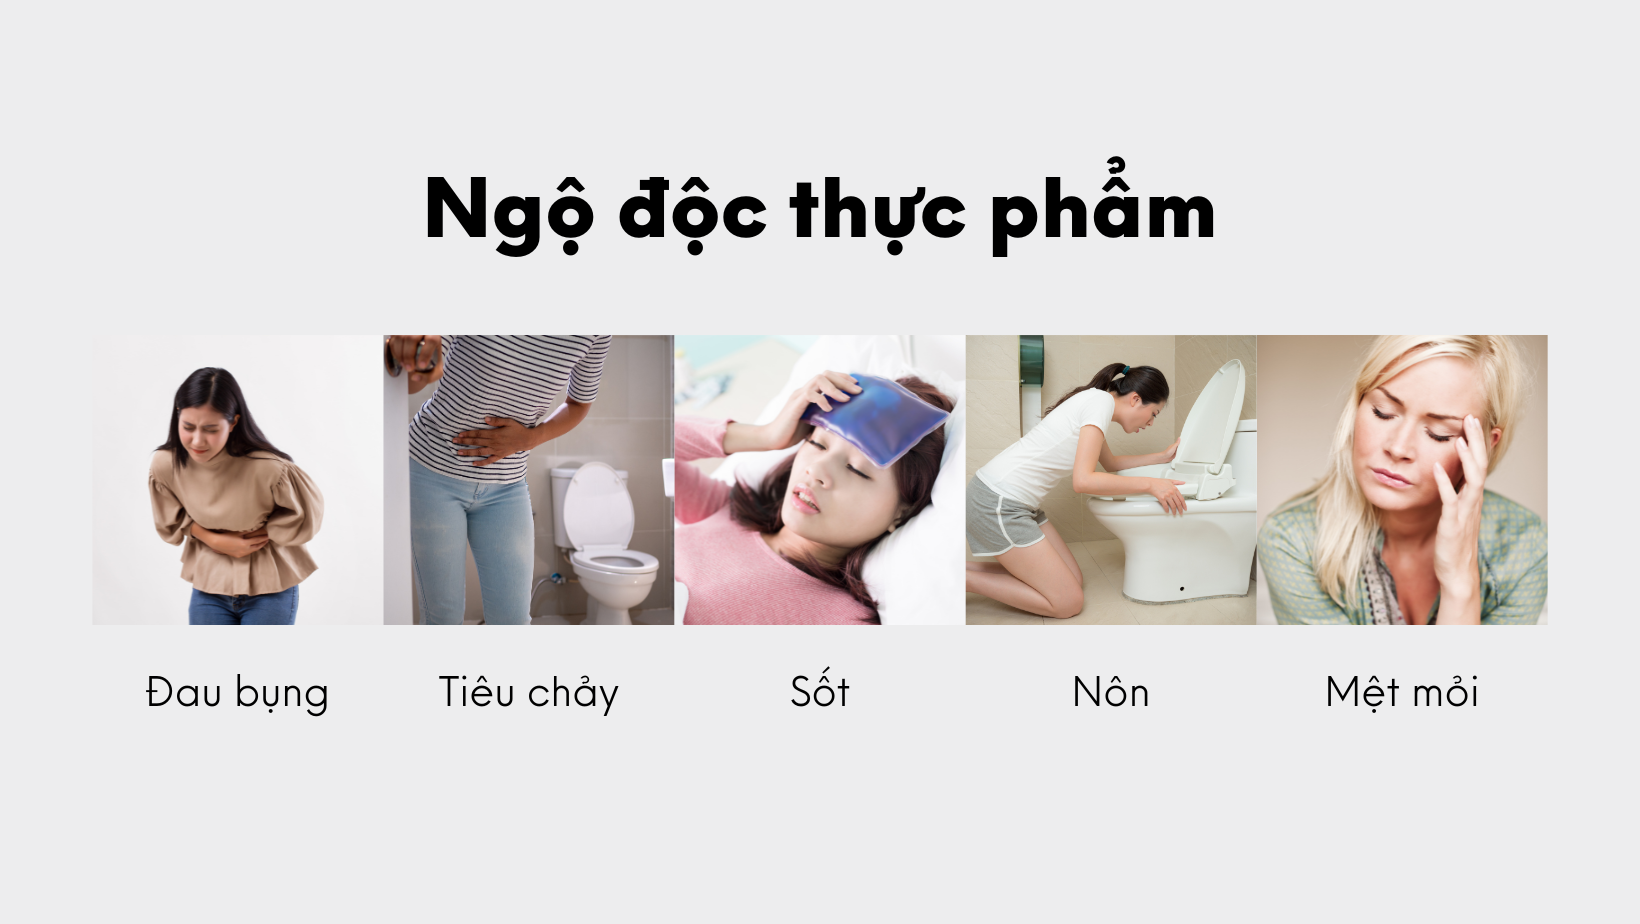 Ngộ độc thực phẩm
Đau bụng
Tiêu chảy
Sốt
Nôn
Mệt mỏi